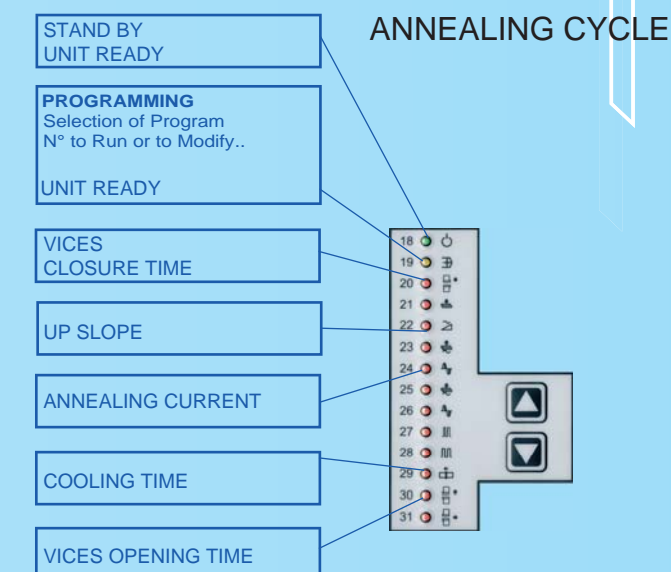 ANNEALING CYCLE
STAND BY
UNIT READY
PROGRAMMING
Selection of Program
N° to Run or to Modify..
UNIT READY
VICES
CLOSURE TIME
UP SLOPE
ANNEALING CURRENT
COOLING TIME
VICES OPENING TIME
18
19
20
21
22
23
24
25
26
27
28
29
30
31